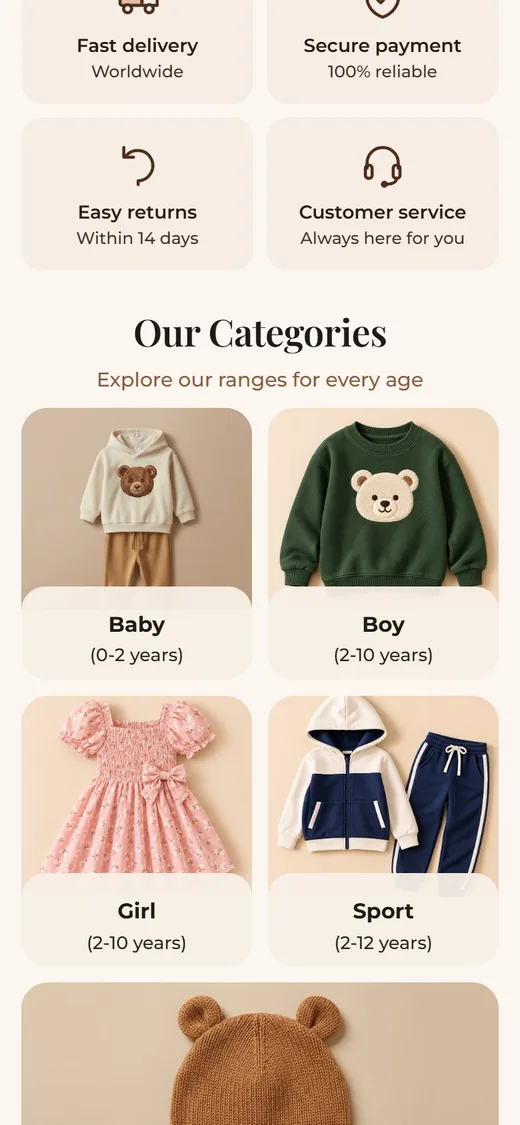 Fast delivery
Worldwide
Secure payment
100% reliable
Easy returns
Within 14 days
Customer service
Always here for you
Our Categories
Explore our ranges for every age
Baby
(0-2 years)
Boy
(2-10 years)
Girl
(2-10 years)
Sport
(2-12 years)